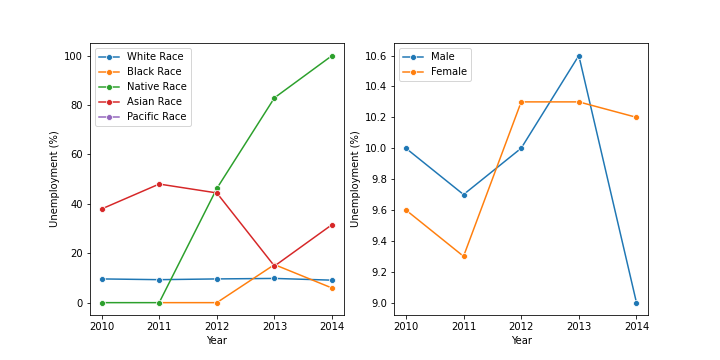 White Race
Black Race
Native Race
Asian Race
Pacific Race
100
80
60
40
20
0
Unemployment (%)
2010 2011 2012 2013 2014
Year
Male
Female
10.6
10.4
10.2
10.0
9.8
9.6
9.4
9.2
9.0
Unemployment (%)
2010 2011 2012 2013 2014
Year